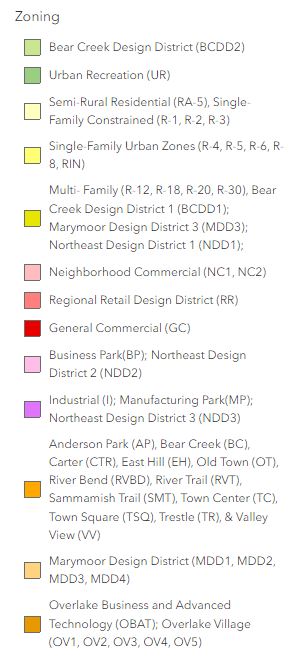 Zoning
Bear Creek Design District (BCDD2)
Urban Recreation (UR)
Semi-Rural Residential (RA-5), Single-
Family Constrained (R-1, R-2, R-3)
Single-Family Urban Zones (R-4, R-5, R-6, R-
8, RIN)
Multi- Family (R-12, R-18, R-20, R-30), Bear
Creek Design District 1 (BCDD1);
Marymoor Design District 3 (MDD3);
Northeast Design District 1 (NDD1);
Neighborhood Commercial (NC1, NC2)
Regional Retail Design District (RR)
General Commercial (GC)
Business Park(BP); Northeast Design
District 2 (NDD2)
Industrial (I); Manufacturing Park(MP);
Northeast Design District 3 (NDD3)
Anderson Park (AP), Bear Creek (BC),
Carter (CTR), East Hill (EH), Old Town (OT),
River Bend (RVBD), River Trail (RVT),
Sammamish Trail (SMT), Town Center (TC),
Town Square (TSQ), Trestle (TR), & Valley
View (VV)
Marymoor Design District (MDD1, MDD2,
MDD3, MDD4)
Overlake Business and Advanced
Technology (OBAT); Overlake Village
(OV1, OV2, OV3, OV4, OV5)